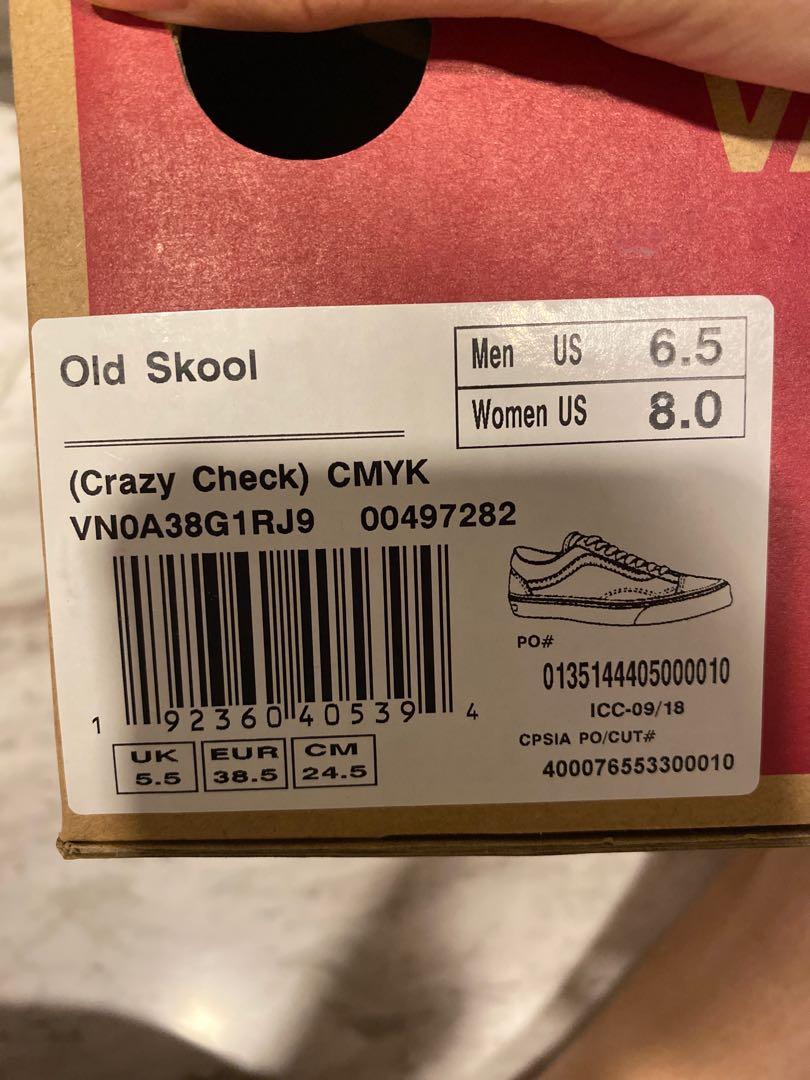 VA
Old Skool
Men US 6.5
Women US 8.0
(Crazy Check) CMYK
VN0A38G1RJ9 00497282
PO#
0135144405000010
ICC-09/18
CPSIA PO/CUT#
400076553300010
1 92360 40539 4
UK EUR CM
5.5 38.5 24.5